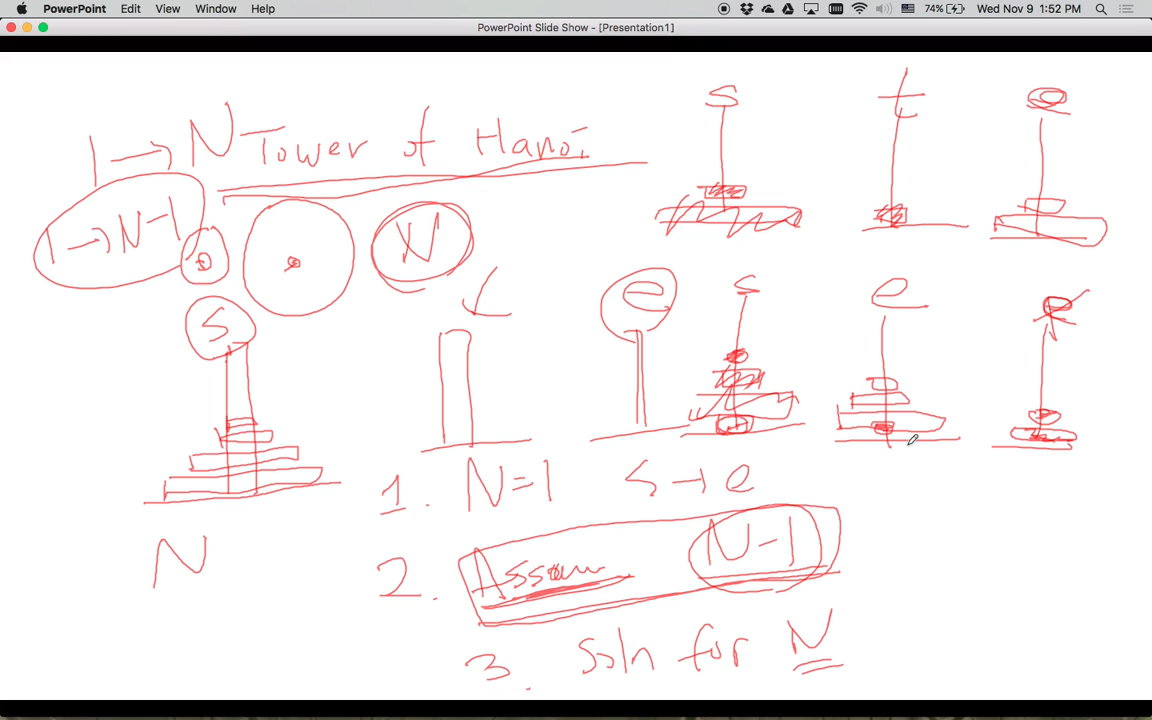 PowerPoint Edit View Window Help 74% Wed Nov 9 1:52 PM
PowerPoint Slide Show - [Presentation1]
1 → N Tower of Hanoi
s t e
1 → N-1
N
s
e
s e
N
1. N=1 s → e
2. Assume N-1
3. Soln for N